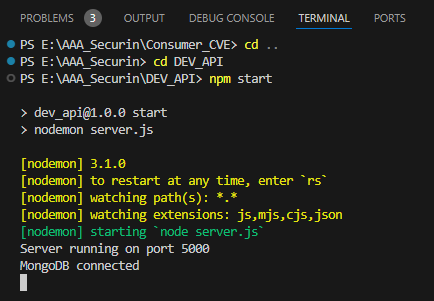 PROBLEMS 3 OUTPUT DEBUG CONSOLE TERMINAL PORTS
PS E:\AAA_Securin\Consumer_CVE> cd ..
PS E:\AAA_Securin> cd DEV_API
PS E:\AAA_Securin\DEV_API> npm start
> dev_api@1.0.0 start
> nodemon server.js
[nodemon] 3.1.0
[nodemon] to restart at any time, enter `rs`
[nodemon] watching path(s): *.*
[nodemon] watching extensions: js,mjs,cjs,json
[nodemon] starting `node server.js`
Server running on port 5000
MongoDB connected